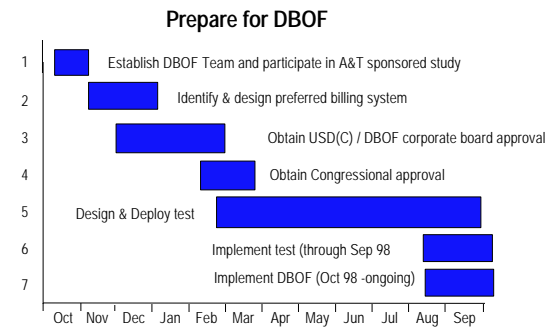 Prepare for DBOF
1 Establish DBOF Team and participate in A&T sponsored study
2 Identify & design preferred billing system
3 Obtain USD(C) / DBOF corporate board approval
4 Obtain Congressional approval
5 Design & Deploy test
6 Implement test (through Sep 98
7 Implement DBOF (Oct 98 -ongoing)
Oct Nov Dec Jan Feb Mar Apr May Jun Jul Aug Sep